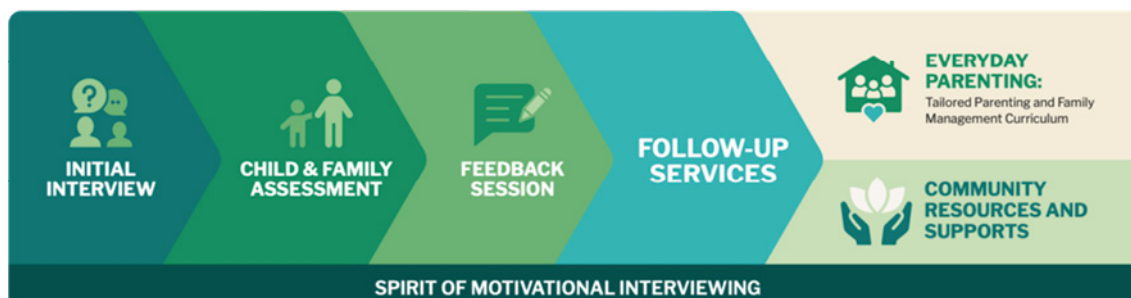 INITIAL
INTERVIEW
CHILD & FAMILY
ASSESSMENT
FEEDBACK
SESSION
FOLLOW-UP
SERVICES
EVERYDAY
PARENTING:
Tailored Parenting and Family
Management Curriculum
COMMUNITY
RESOURCES AND
SUPPORTS
SPIRIT OF MOTIVATIONAL INTERVIEWING